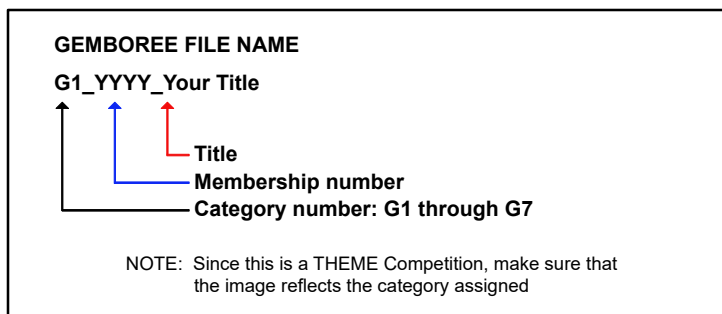 GEMBOREE FILE NAME
G1_YYYY_Your Title
Title
Membership number
Category number: G1 through G7
NOTE: Since this is a THEME Competition, make sure that
the image reflects the category assigned